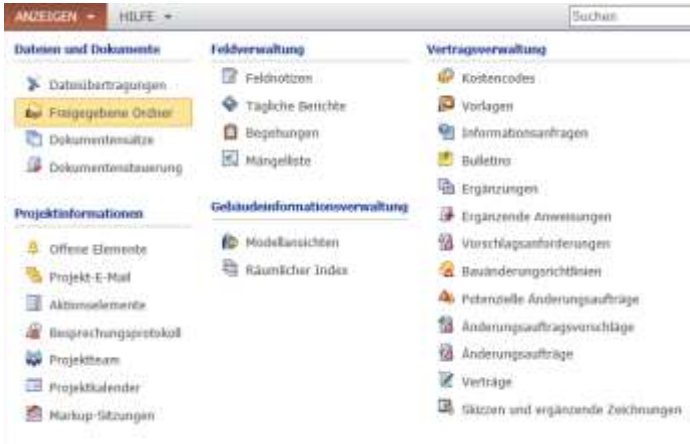 ANZEIGEN
HILFE
Suchen
Dateien und Dokumente
Dateiübertragungen
Freigegebene Ordner
Dokumentensätze
Dokumentensteuerung
Projektinformationen
Offene Elemente
Projekt-E-Mail
Aktionselemente
Besprechungsprotokoll
Projektteam
Projektkalender
Markup-Sitzungen
Feldverwaltung
Feldnotizen
Tägliche Berichte
Begehungen
Mängelliste
Gebäudeinformationsverwaltung
Modellansichten
Räumlicher Index
Vertragsverwaltung
Kostencodes
Vorlagen
Informationsanfragen
Bulletins
Ergänzungen
Ergänzende Anweisungen
Vorschlagsanforderungen
Bauänderungsrichtlinien
Potenzielle Änderungsaufträge
Änderungsauftragsvorschläge
Änderungsaufträge
Verträge
Skizzen und ergänzende Zeichnungen